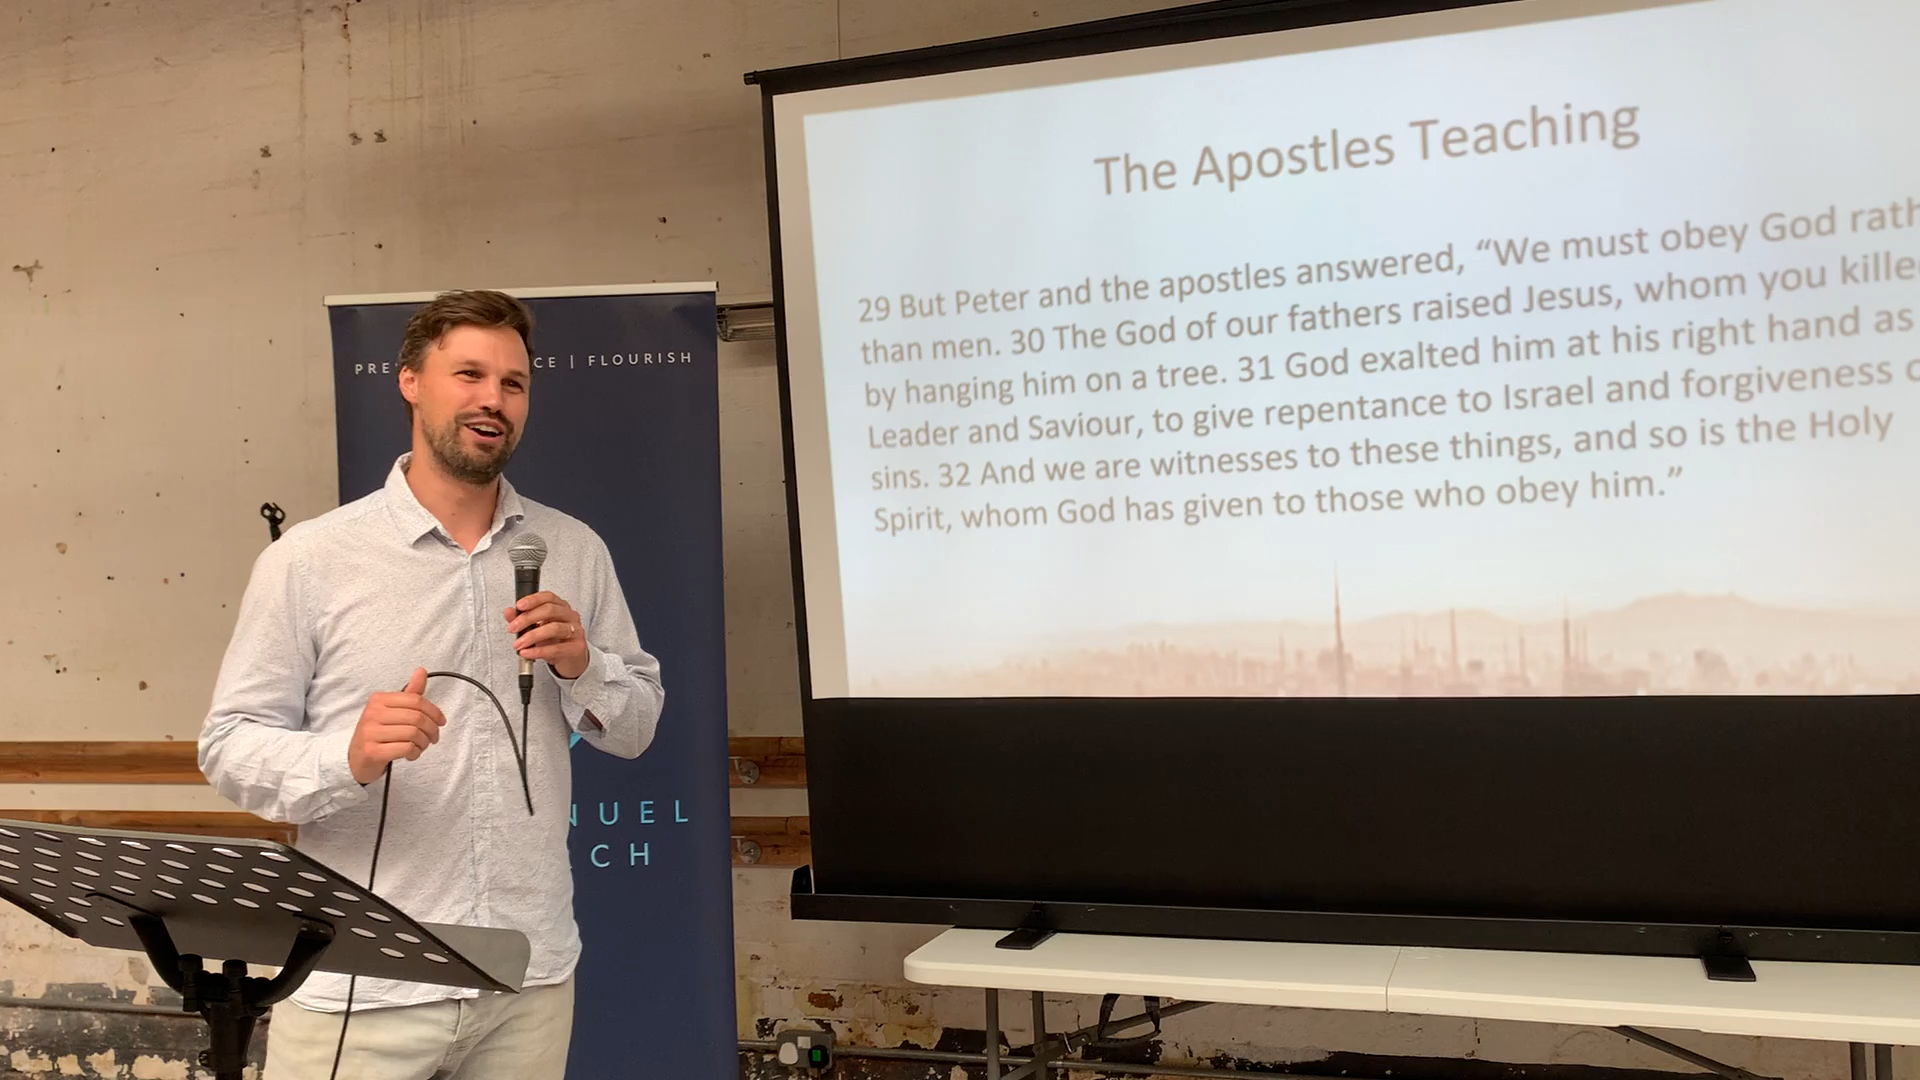 PRE CE | FLOURISH
NUEL
CH
The Apostles Teaching
29 But Peter and the apostles answered, “We must obey God rath
than men. 30 The God of our fathers raised Jesus, whom you kille
by hanging him on a tree. 31 God exalted him at his right hand as
Leader and Saviour, to give repentance to Israel and forgiveness o
sins. 32 And we are witnesses to these things, and so is the Holy
Spirit, whom God has given to those who obey him.”